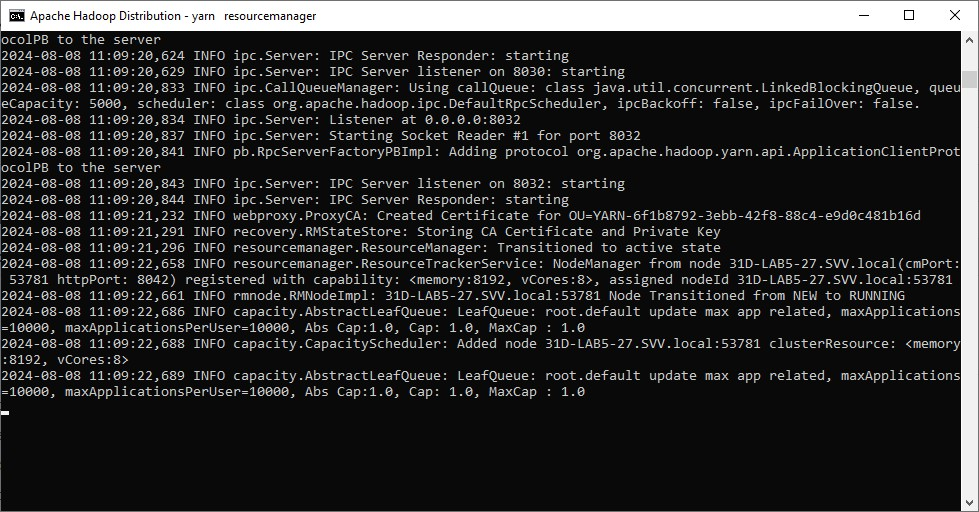 Apache Hadoop Distribution - yarn resourcemanager
ocolPB to the server
2024-08-08 11:09:20,624 INFO ipc.Server: IPC Server Responder: starting
2024-08-08 11:09:20,629 INFO ipc.Server: IPC Server listener on 8030: starting
2024-08-08 11:09:20,833 INFO ipc.CallQueueManager: Using callQueue: class java.util.concurrent.LinkedBlockingQueue, queu
eCapacity: 5000, scheduler: class org.apache.hadoop.ipc.DefaultRpcScheduler, ipcBackoff: false, ipcFailOver: false.
2024-08-08 11:09:20,834 INFO ipc.Server: Listener at 0.0.0.0:8032
2024-08-08 11:09:20,837 INFO ipc.Server: Starting Socket Reader #1 for port 8032
2024-08-08 11:09:20,841 INFO pb.RpcServerFactoryPBImpl: Adding protocol org.apache.hadoop.yarn.api.ApplicationClientProt
ocolPB to the server
2024-08-08 11:09:20,843 INFO ipc.Server: IPC Server listener on 8032: starting
2024-08-08 11:09:20,844 INFO ipc.Server: IPC Server Responder: starting
2024-08-08 11:09:21,232 INFO webproxy.ProxyCA: Created Certificate for OU=YARN-6f1b8792-3ebb-42f8-88c4-e9d0c481b16d
2024-08-08 11:09:21,291 INFO recovery.RMStateStore: Storing CA Certificate and Private Key
2024-08-08 11:09:21,296 INFO resourcemanager.ResourceManager: Transitioned to active state
2024-08-08 11:09:22,658 INFO resourcemanager.ResourceTrackerService: NodeManager from node 31D-LAB5-27.SVV.local(cmPort:
 53781 httpPort: 8042) registered with capability: <memory:8192, vCores:8>, assigned nodeId 31D-LAB5-27.SVV.local:53781
2024-08-08 11:09:22,661 INFO rmnode.RMNodeImpl: 31D-LAB5-27.SVV.local:53781 Node Transitioned from NEW to RUNNING
2024-08-08 11:09:22,686 INFO capacity.AbstractLeafQueue: LeafQueue: root.default update max app related, maxApplications
=10000, maxApplicationsPerUser=10000, Abs Cap:1.0, Cap: 1.0, MaxCap : 1.0
2024-08-08 11:09:22,688 INFO capacity.CapacityScheduler: Added node 31D-LAB5-27.SVV.local:53781 clusterResource: <memory
:8192, vCores:8>
2024-08-08 11:09:22,689 INFO capacity.AbstractLeafQueue: LeafQueue: root.default update max app related, maxApplications
=10000, maxApplicationsPerUser=10000, Abs Cap:1.0, Cap: 1.0, MaxCap : 1.0